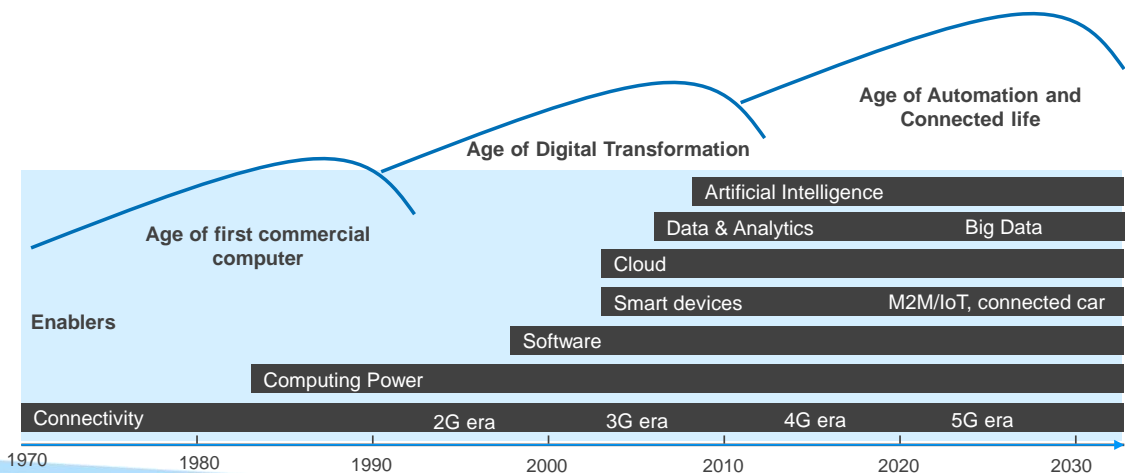 Age of Automation and
Connected life
Age of Digital Transformation
Age of first commercial
computer
Enablers
Artificial Intelligence
Data & Analytics Big Data
Cloud
Smart devices M2M/IoT, connected car
Software
Computing Power
Connectivity 2G era 3G era 4G era 5G era
1970 1980 1990 2000 2010 2020 2030